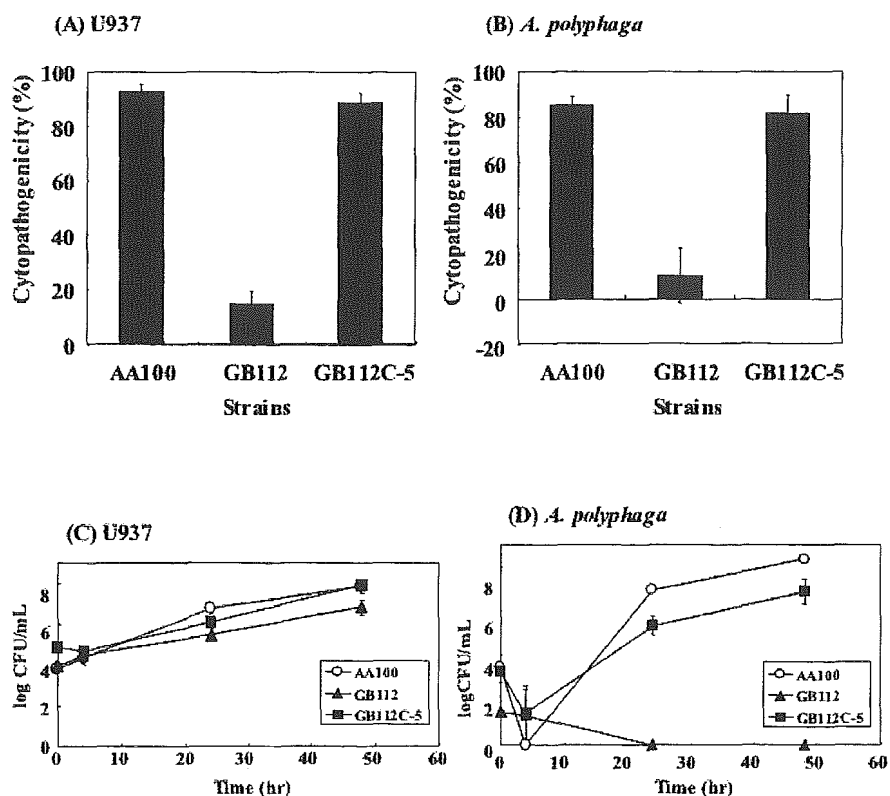 (A) U937
Cytopathogenicity (%)
100
80
60
40
20
0
AA100 GB112 GB112C-5
Strains
(B) A. polyphaga
Cytopathogenicity (%)
100
80
60
40
20
0
-20
AA100 GB112 GB112C-5
Strains
(C) U937
log CFU/mL
8
6
4
2
0
AA100
GB112
GB112C-5
0 10 20 30 40 50 60
Time (hr)
(D) A. polyphaga
logCFU/mL
8
6
4
2
0
AA100
GB112
GB112C-5
0 10 20 30 40 50 60
Time (hr)